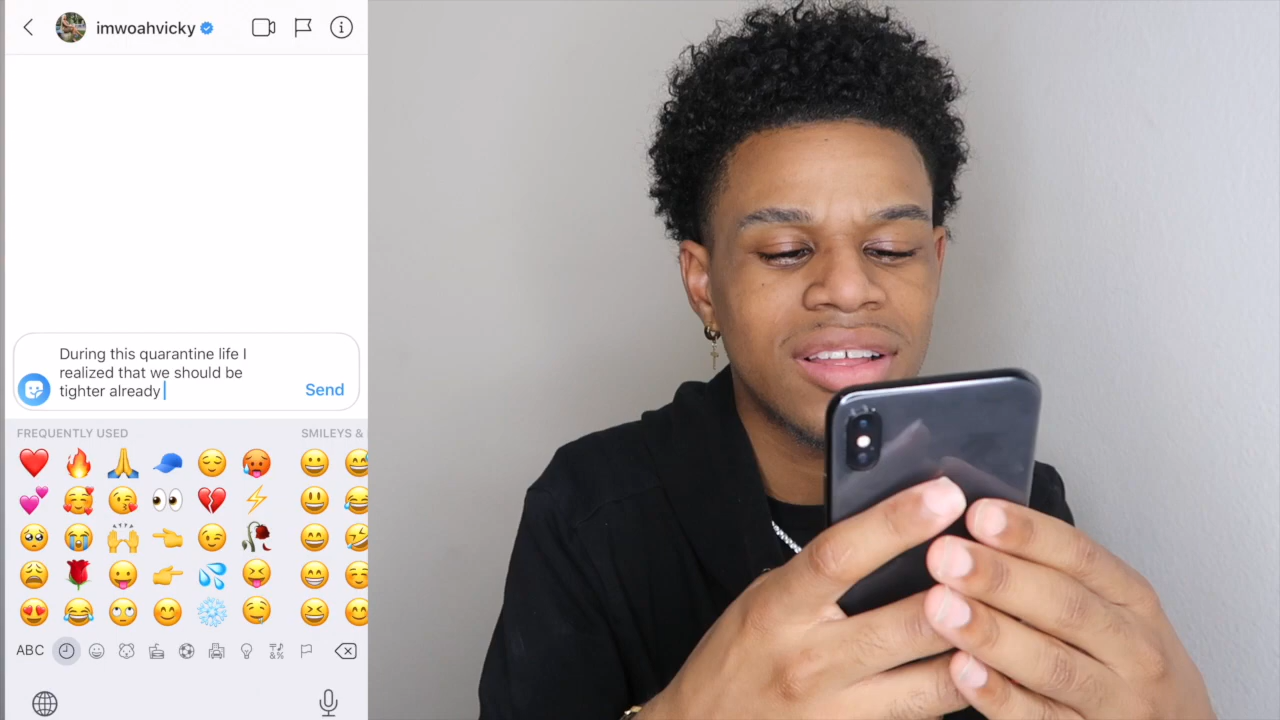 imwoahvicky
During this quarantine life I
realized that we should be
tighter already
Send
FREQUENTLY USED
SMILEYS &
ABC